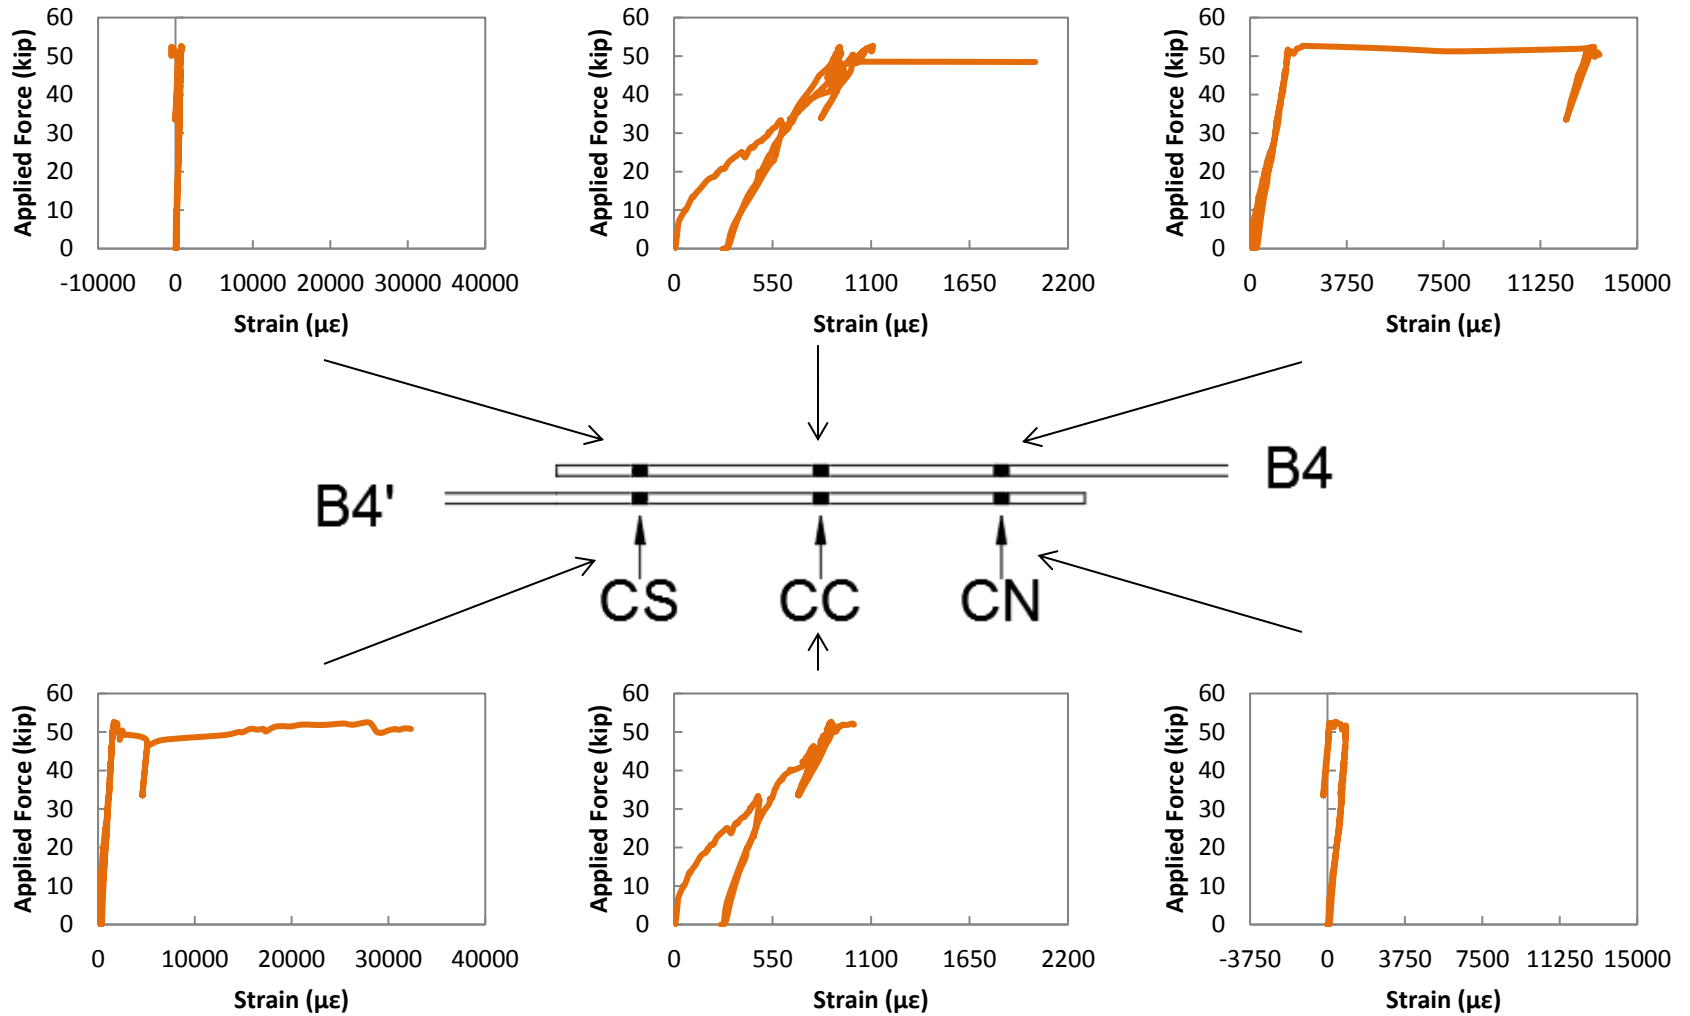 60
50
40
30
20
10
0
Applied Force (kip)
-10000 0 10000 20000 30000 40000
Strain (με)
60
50
40
30
20
10
0
Applied Force (kip)
0 550 1100 1650 2200
Strain (με)
60
50
40
30
20
10
0
Applied Force (kip)
0 3750 7500 11250 15000
Strain (με)
B4
B4'
CS CC CN
60
50
40
30
20
10
0
Applied Force (kip)
0 10000 20000 30000 40000
Strain (με)
60
50
40
30
20
10
0
Applied Force (kip)
0 550 1100 1650 2200
Strain (με)
60
50
40
30
20
10
0
Applied Force (kip)
-3750 0 3750 7500 11250 15000
Strain (με)